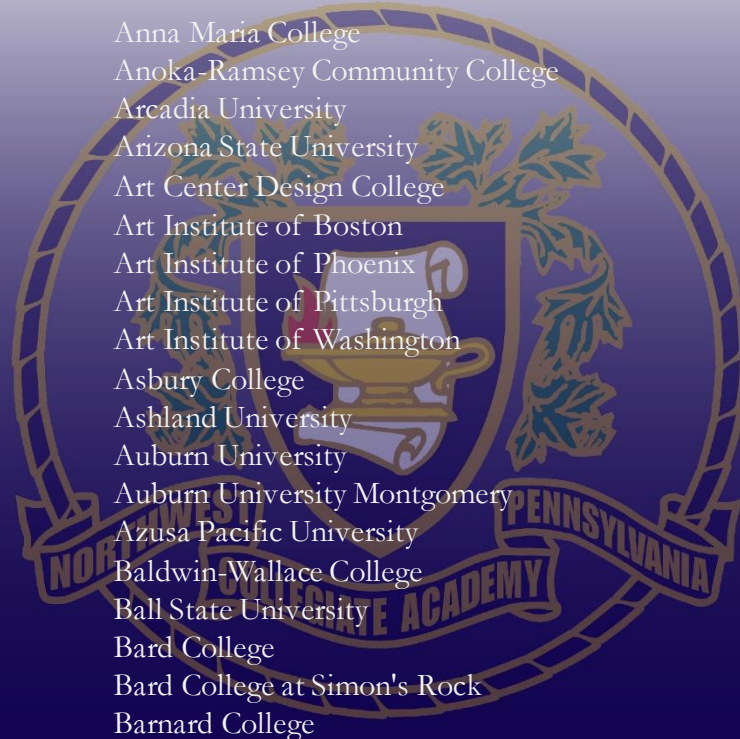 Anna Maria College
Anoka-Ramsey Community College
Arcadia University
Arizona State University
Art Center Design College
Art Institute of Boston
Art Institute of Phoenix
Art Institute of Pittsburgh
Art Institute of Washington
Asbury College
Ashland University
Auburn University
Auburn University Montgomery
Azusa Pacific University
Baldwin-Wallace College
Ball State University
Bard College
Bard College at Simon's Rock
Barnard College
NORTHWEST PENNSYLVANIA
COLLEGIATE ACADEMY